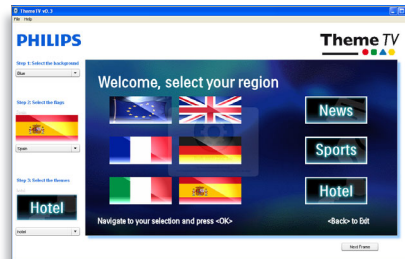 ThemeTV v0.3
File Help
PHILIPS
Theme TV
Step 1: Select the background
Blue
Welcome, select your region
News
Step 2: Select the flags
Sports
Spain
Step 3: Select the themes
Hotel
Hotel
Hotel
Navigate to your selection and press <OK>
<Back> to Exit
Next Frame